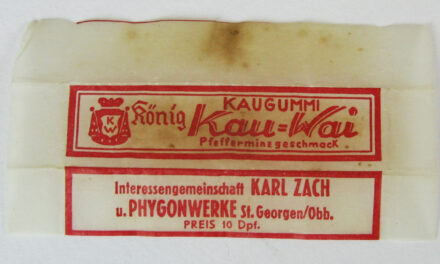 K
W
König
KAUGUMMI
Kau=Wai
Pfefferminzgeschmack
Interessengemeinschaft KARL ZACH
u. PHYGONWERKE St. Georgen/Obb.
PREIS 10 Dpf.